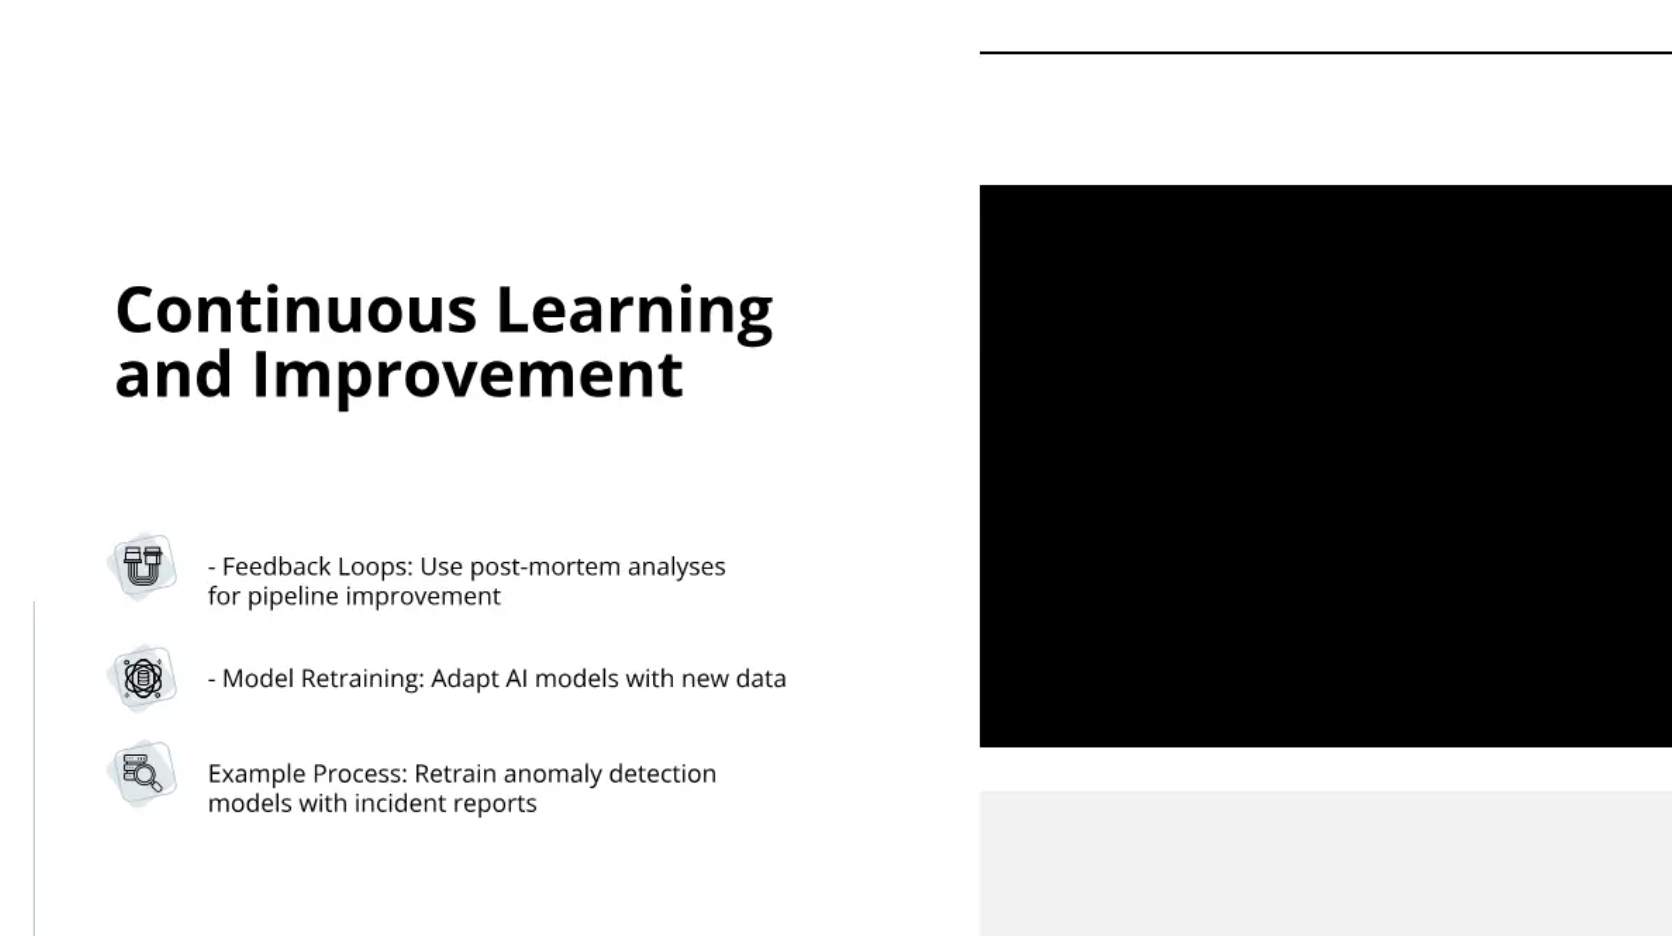 Continuous Learning
and Improvement
- Feedback Loops: Use post-mortem analyses
for pipeline improvement
- Model Retraining: Adapt AI models with new data
Example Process: Retrain anomaly detection
models with incident reports